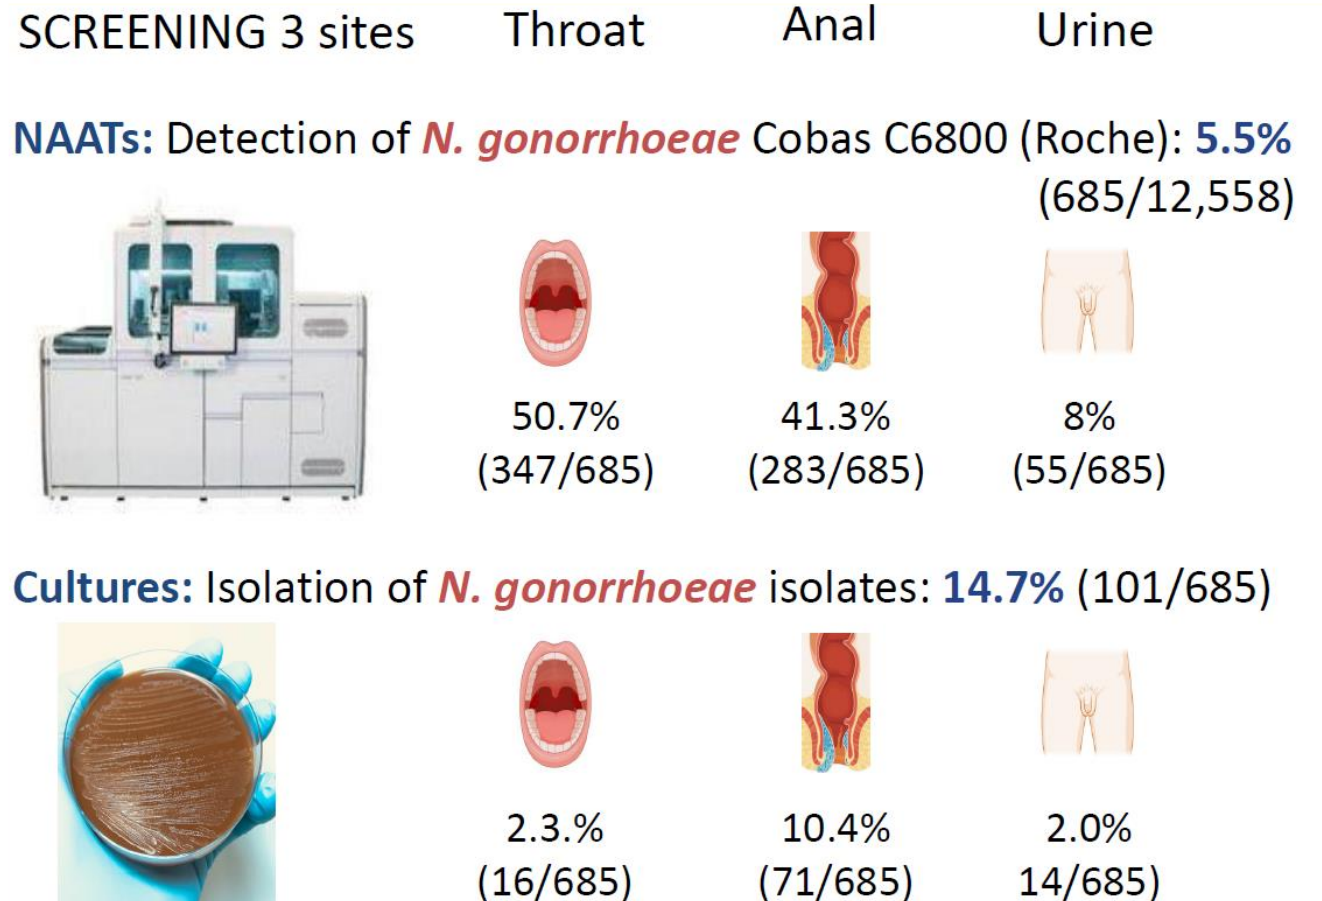 SCREENING 3 sites Throat Anal Urine
NAATs: Detection of N. gonorrhoeae Cobas C6800 (Roche): 5.5%
(685/12,558)
50.7% 41.3% 8%
(347/685) (283/685) (55/685)
Cultures: Isolation of N. gonorrhoeae isolates: 14.7% (101/685)
2.3.% 10.4% 2.0%
(16/685) (71/685) 14/685)